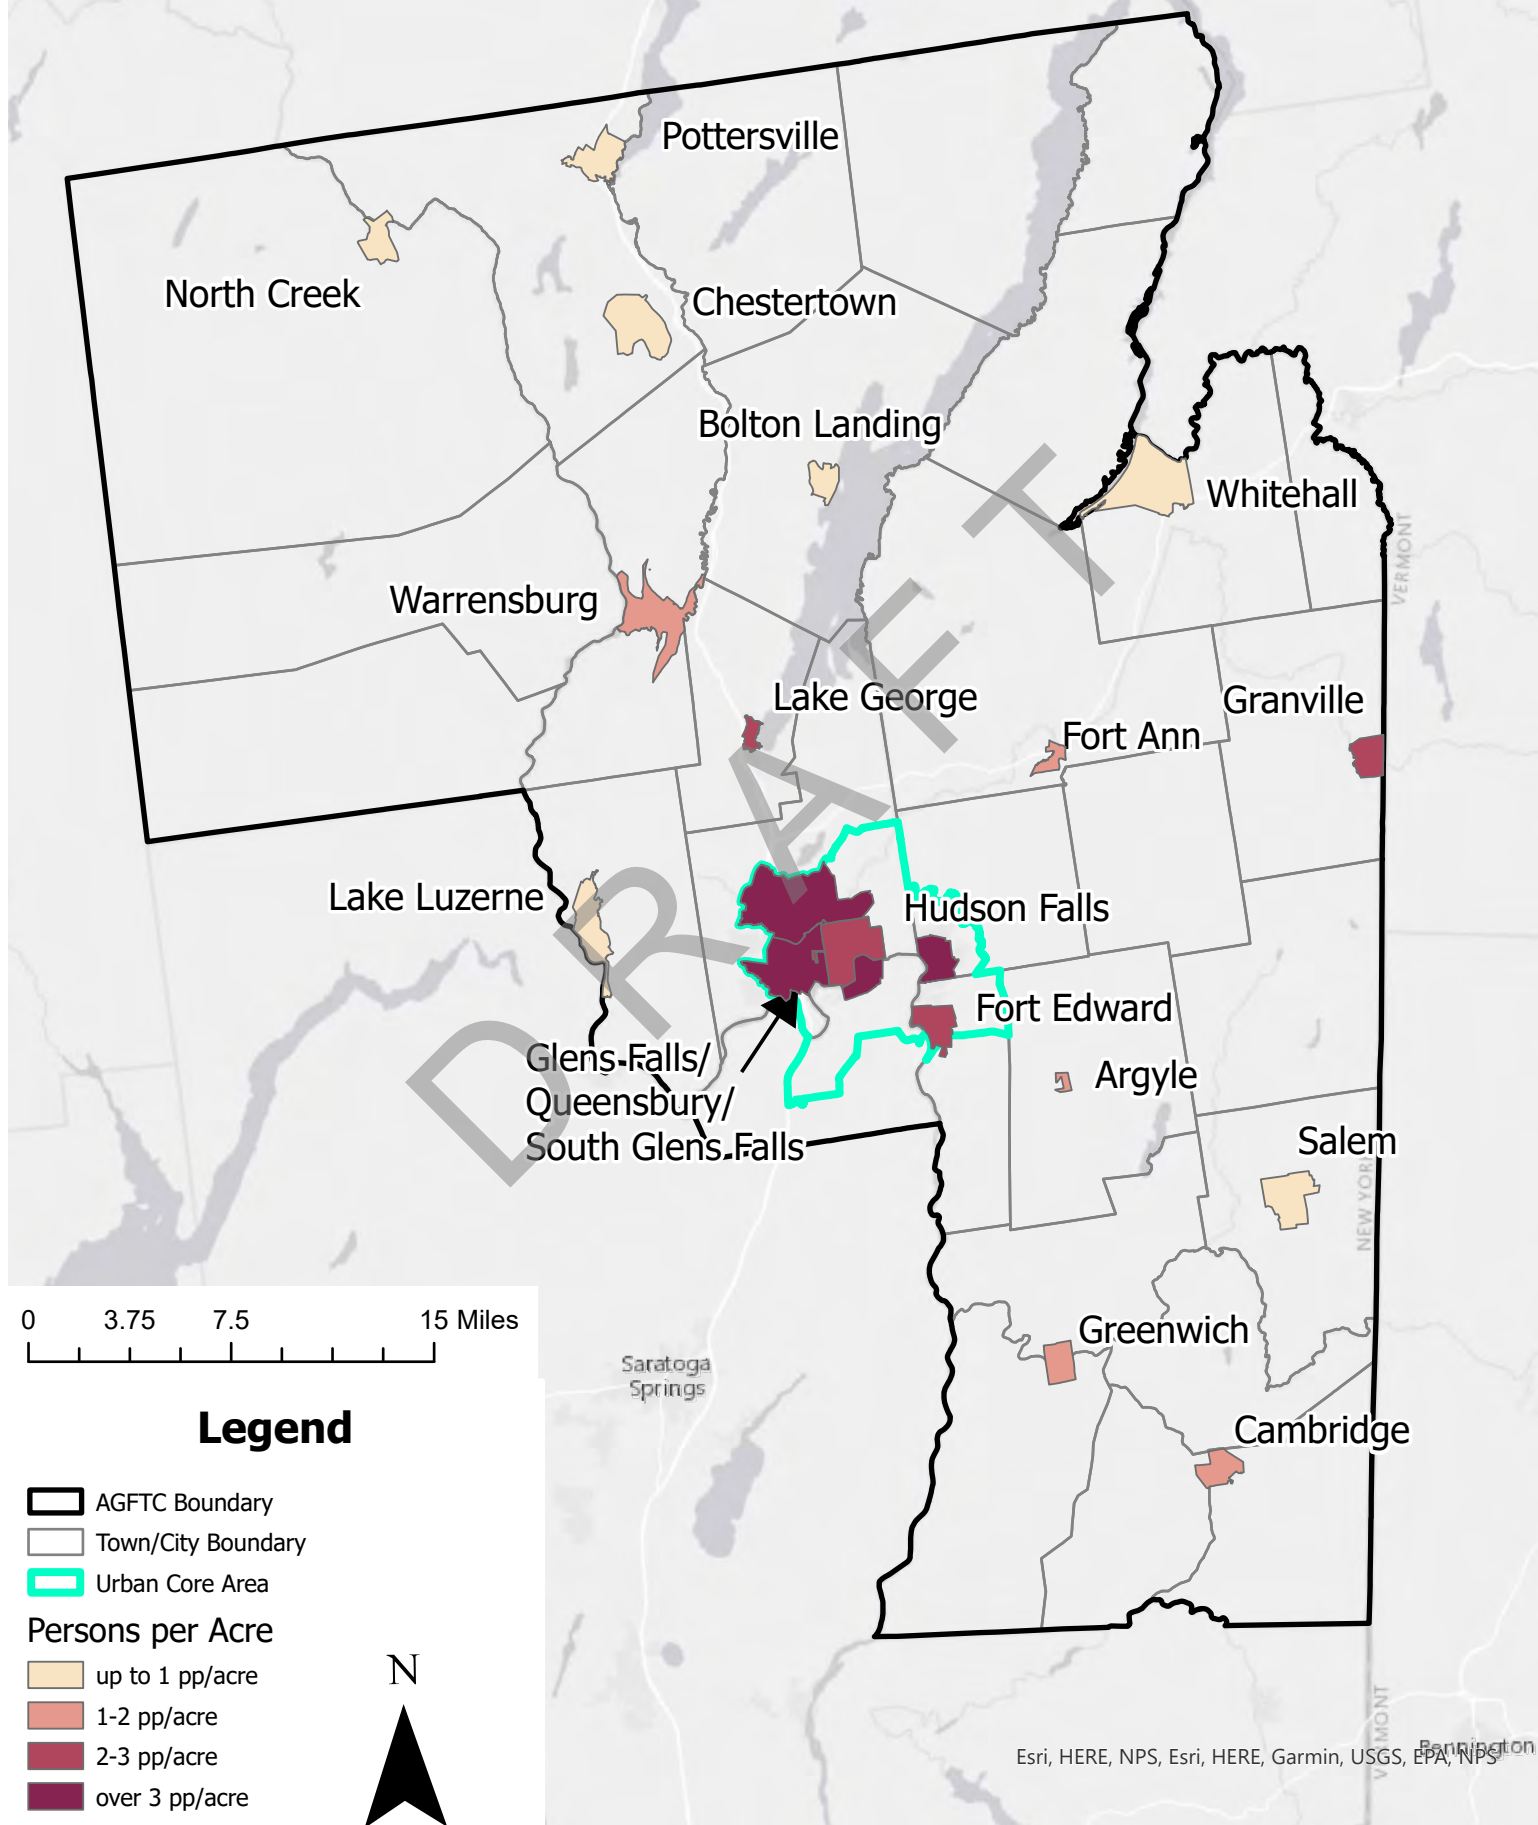 Pottersville
North Creek
Chestertown
Bolton Landing
Whitehall
VERMONT
Warrensburg
Lake George
Granville
Fort Ann
Lake Luzerne
Hudson Falls
Fort Edward
Glens Falls/
Queensbury/
South Glens Falls
Argyle
Salem
NEW YORK
DRAFT
Greenwich
Cambridge
Saratoga
Springs
0 3.75 7.5 15 Miles
Legend
AGFTC Boundary
Town/City Boundary
Urban Core Area
Persons per Acre
up to 1 pp/acre
1-2 pp/acre
2-3 pp/acre
over 3 pp/acre
N
VERMONT
Bennington
Esri, HERE, NPS, Esri, HERE, Garmin, USGS, EPA, NPS